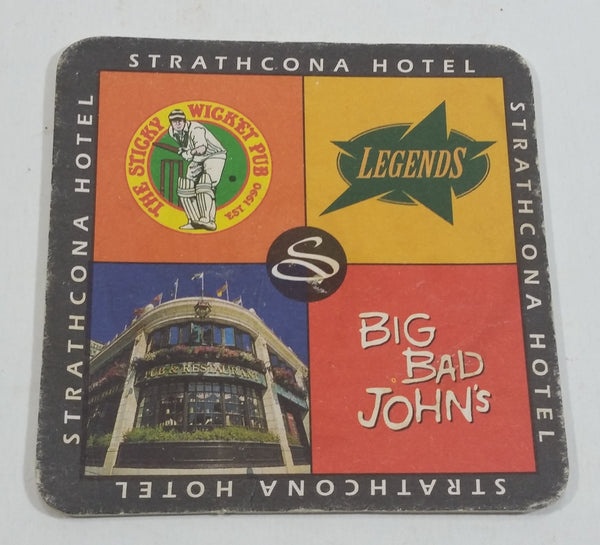 STRATHCONA HOTEL
THE STICKY WICKET PUB
EST 1990
LEGENDS
STRATHCONA HOTEL
STRATHCONA HOTEL
S
PUB & RESTAURANT
BIG
BAD
JOHN'S
STRATHCONA HOTEL